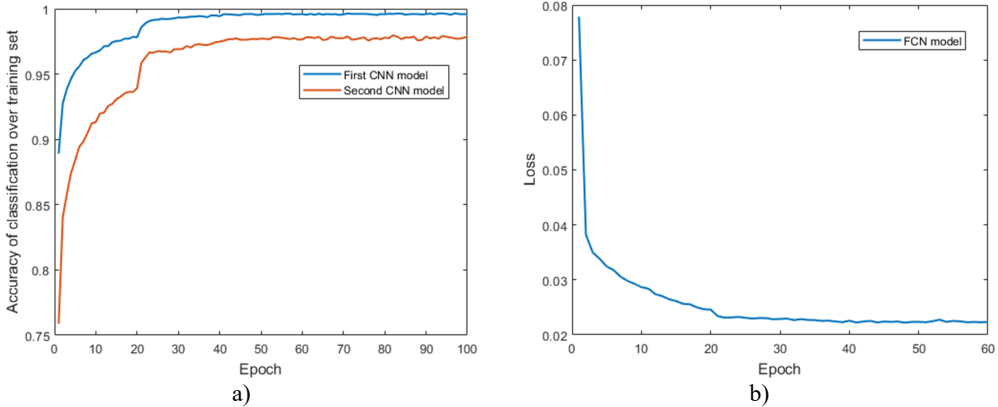 Accuracy of classification over training set
1
0.95
0.9
0.85
0.8
0.75
0 10 20 30 40 50 60 70 80 90 100
Epoch
First CNN model
Second CNN model
a)
Loss
0.08
0.07
0.06
0.05
0.04
0.03
0.02
0 10 20 30 40 50 60
Epoch
FCN model
b)